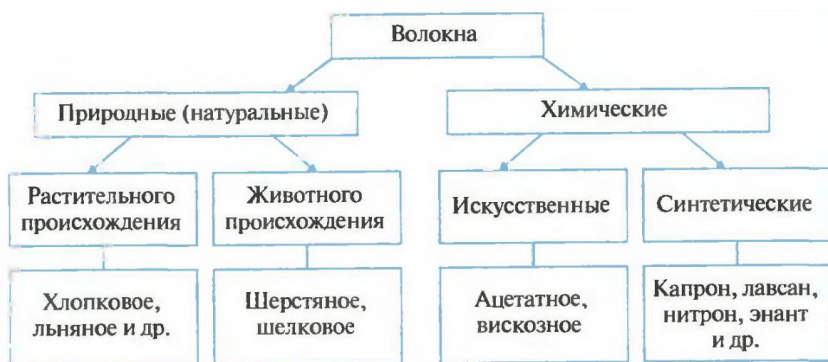 Волокна
Природные (натуральные)
Химические
Растительного
происхождения
Животного
происхождения
Искусственные
Синтетические
Хлопковое,
льняное и др.
Шерстяное,
шелковое
Ацетатное,
вискозное
Капрон, лавсан,
нитрон, энант
и др.